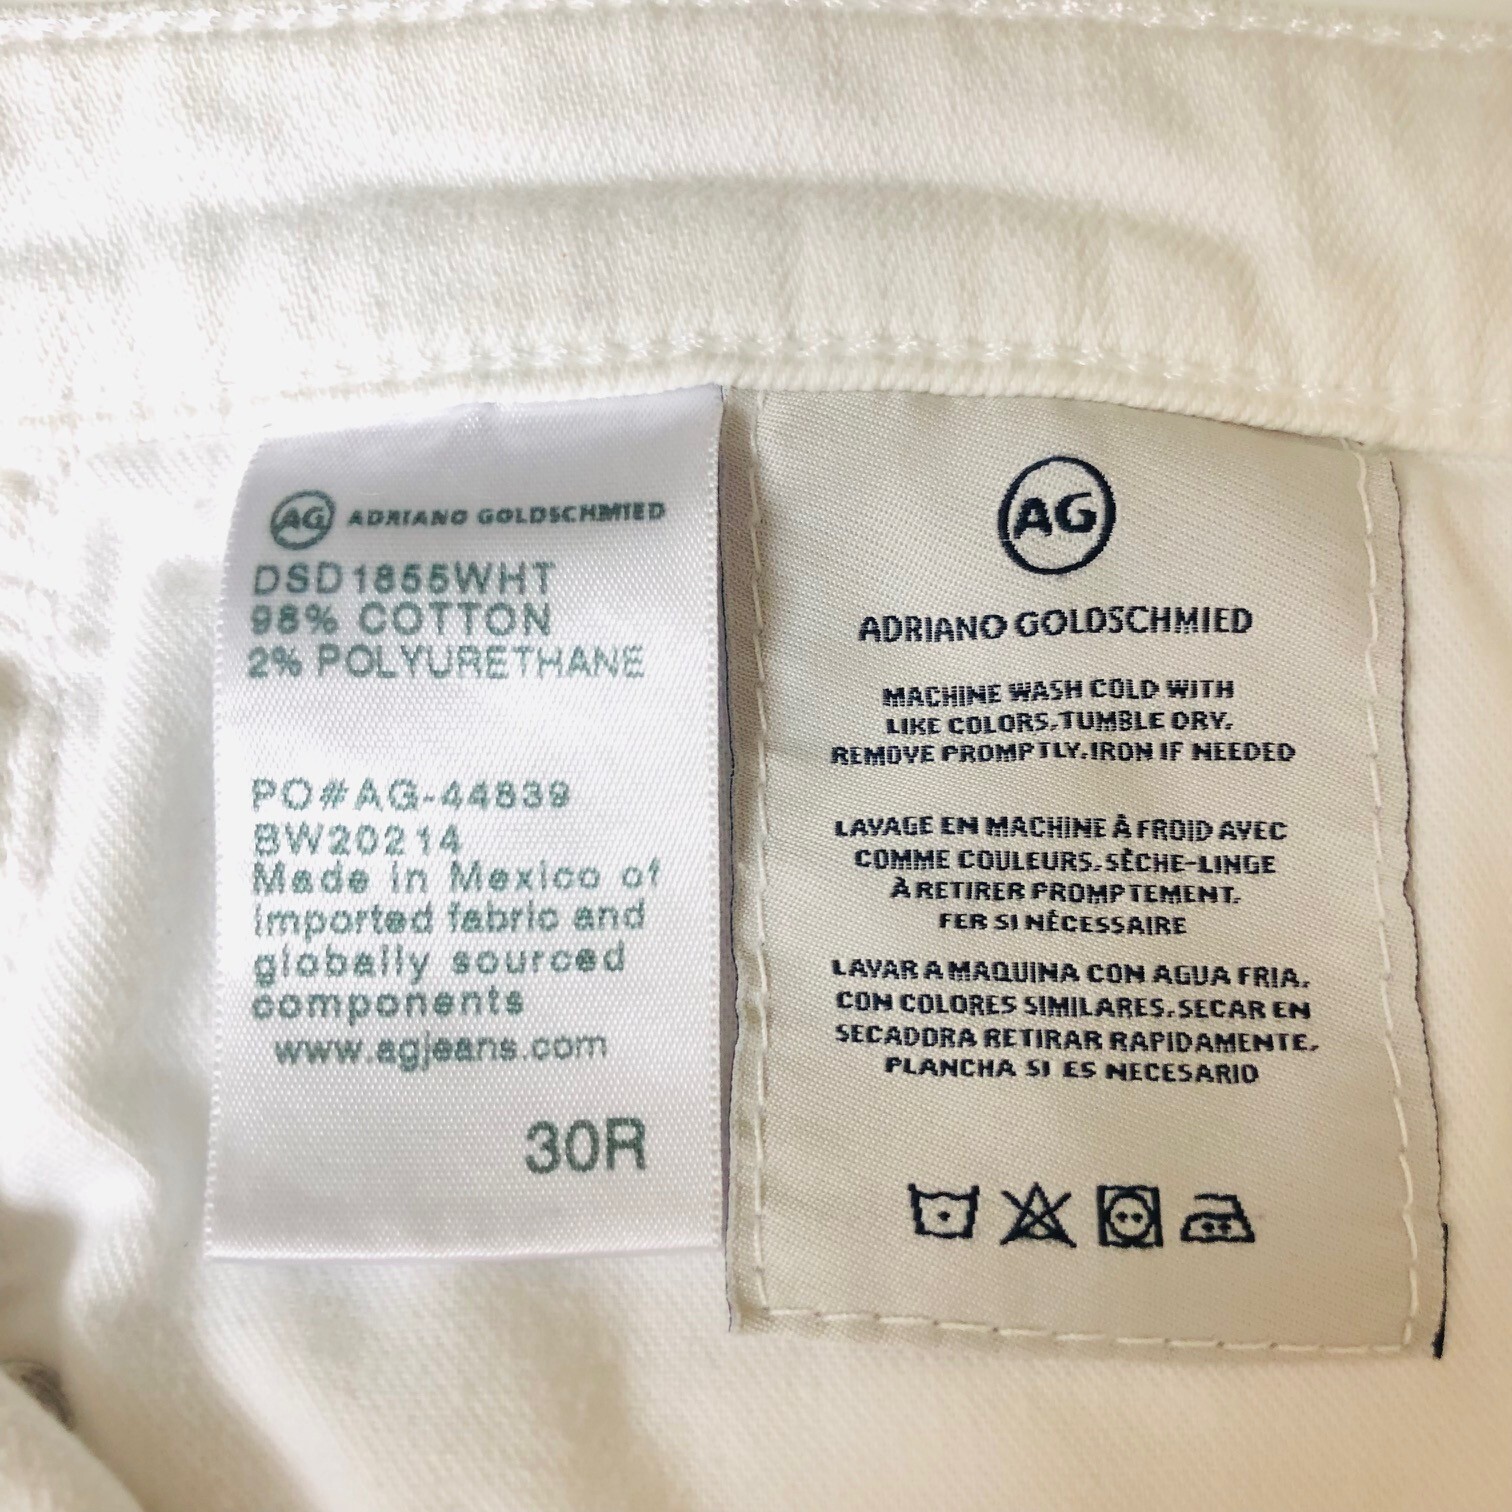 AG ADRIANO GOLDSCHMIED
DSD1855WHT
98% COTTON
2% POLYURETHANE
PO#AG-44839
BW20214
Made in Mexico of
imported fabric and
globally sourced
components
www.agjeans.com
30R
AG
ADRIANO GOLDSCHMIED
MACHINE WASH COLD WITH
LIKE COLORS,TUMBLE DRY.
REMOVE PROMPTLY.IRON IF NEEDED
LAVAGE EN MACHINE À FROID AVEC
COMME COULEURS.SÈCHE-LINGE
À RETIRER PROMPTEMENT.
FER SI NÉCESSAIRE
LAVAR A MAQUINA CON AGUA FRIA,
CON COLORES SIMILARES.SECAR EN
SECADORA RETIRAR RAPIDAMENTE,
PLANCHA SI ES NECESARIO